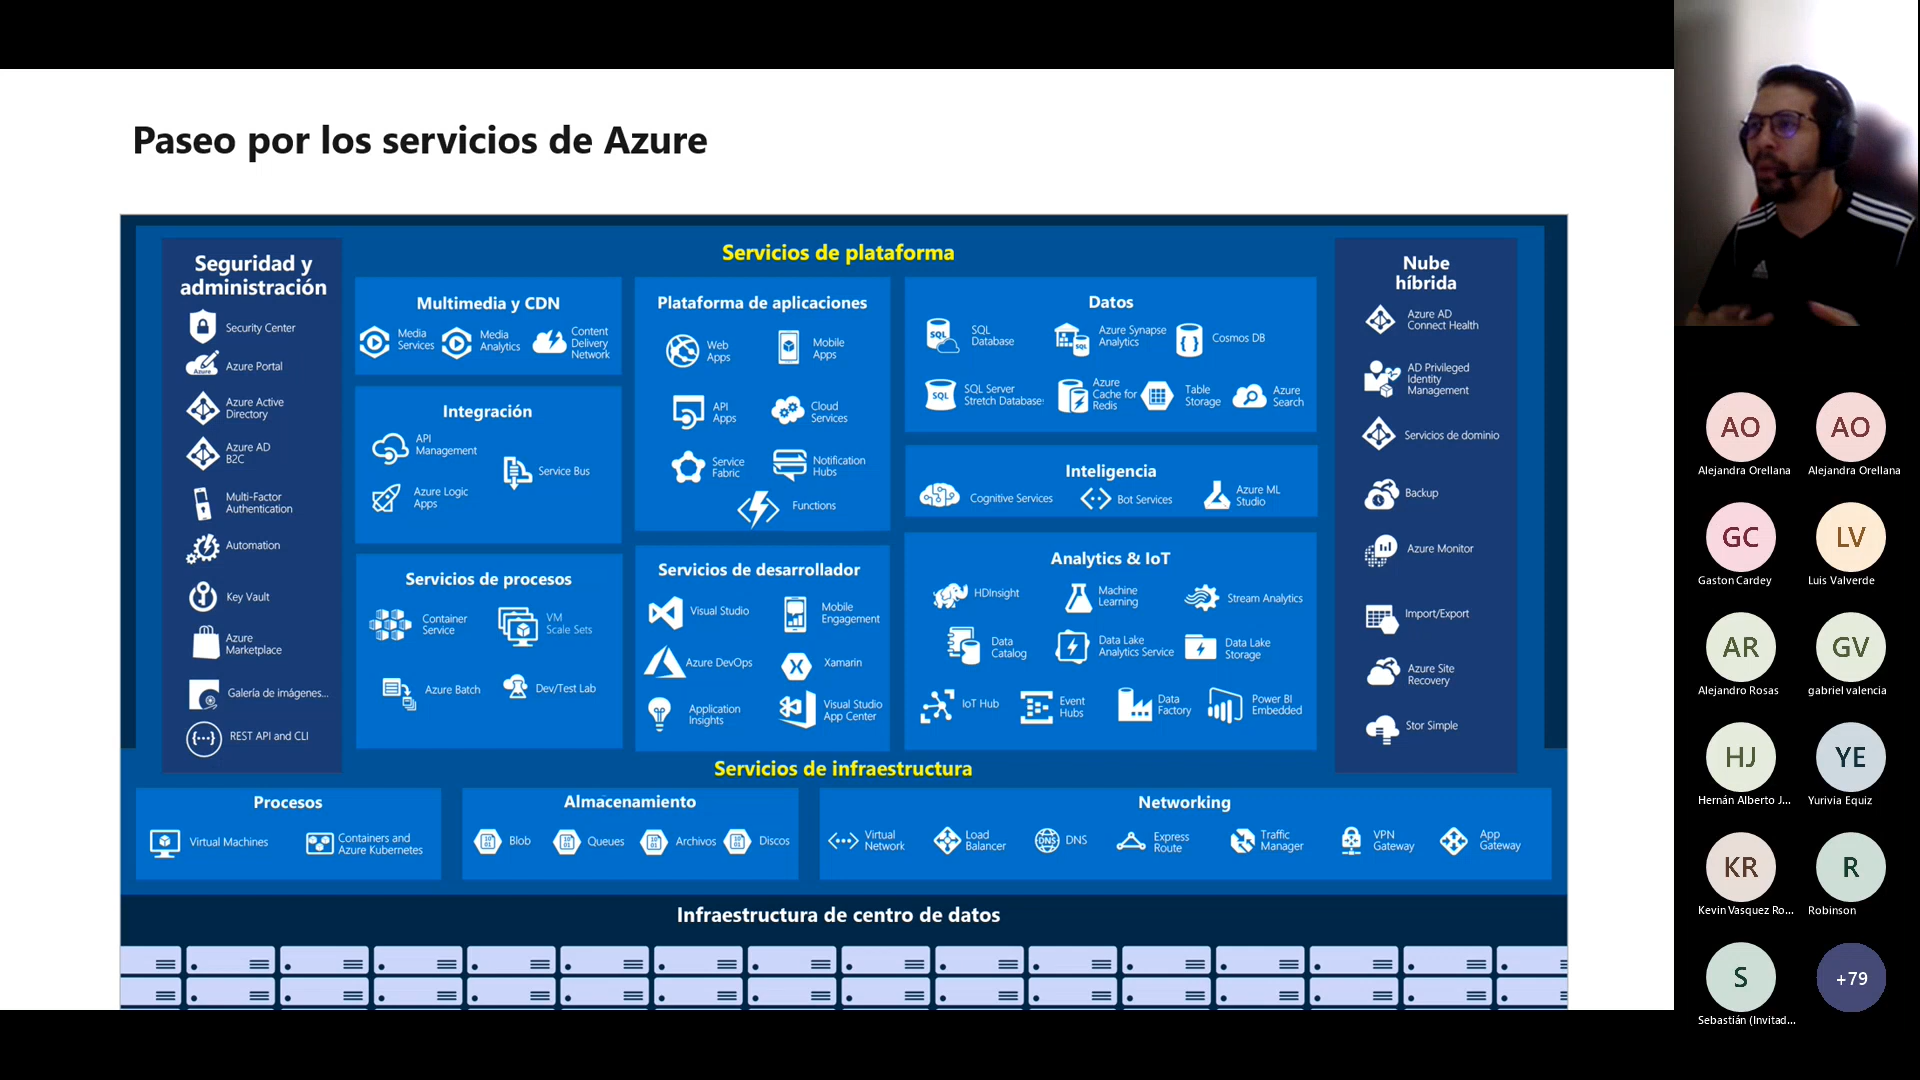 Paseo por los servicios de Azure
Servicios de plataforma
Seguridad y
administración
Security Center
Azure Portal
Azure Active
Directory
Azure AD
B2C
Multi-Factor
Authentication
Automation
Key Vault
Azure
Marketplace
Galería de imágenes...
REST API and CLI
Multimedia y CDN
Media
Services
Media
Analytics
Content
Delivery
Network
Integración
API
Management
Service Bus
Azure Logic
Apps
Servicios de procesos
Container
Service
VM
Scale Sets
Azure Batch
Dev/Test Lab
Plataforma de aplicaciones
Web
Apps
Mobile
Apps
API
Apps
Cloud
Services
Service
Fabric
Notification
Hubs
Functions
Servicios de desarrollador
Visual Studio
Mobile
Engagement
Azure DevOps
Xamarin
Application
Insights
Visual Studio
App Center
Datos
SQL
SQL
Database
SQL
Azure Synapse
Analytics
Cosmos DB
SQL
SQL Server
Stretch Database
Azure
Cache for
Redis
Table
Storage
Azure
Search
Inteligencia
Cognitive Services
Bot Services
Azure ML
Studio
Analytics & IoT
HDInsight
Machine
Learning
Stream Analytics
Data
Catalog
Data Lake
Analytics Service
Data Lake
Storage
IoT Hub
Event
Hubs
Data
Factory
Power BI
Embedded
Nube
híbrida
Azure AD
Connect Health
AD Privileged
Identity
Management
Servicios de dominio
Backup
Azure Monitor
Import/Export
Azure Site
Recovery
Stor Simple
Servicios de infraestructura
Procesos
Virtual Machines
Containers and
Azure Kubernetes
Almacenamiento
Blob
Queues
Archivos
Discos
Networking
Virtual
Network
Load
Balancer
DNS
DNS
Express
Route
Traffic
Manager
VPN
Gateway
App
Gateway
Infraestructura de centro de datos
AO
Alejandra Orellana
AO
Alejandra Orellana
GC
Gaston Cardey
LV
Luis Valverde
AR
Alejandro Rosas
GV
gabriel valencia
HJ
Hernán Alberto J...
YE
Yurivia Equiz
KR
Kevin Vasquez Ro...
R
Robinson
S
Sebastián (Invitad...
+79